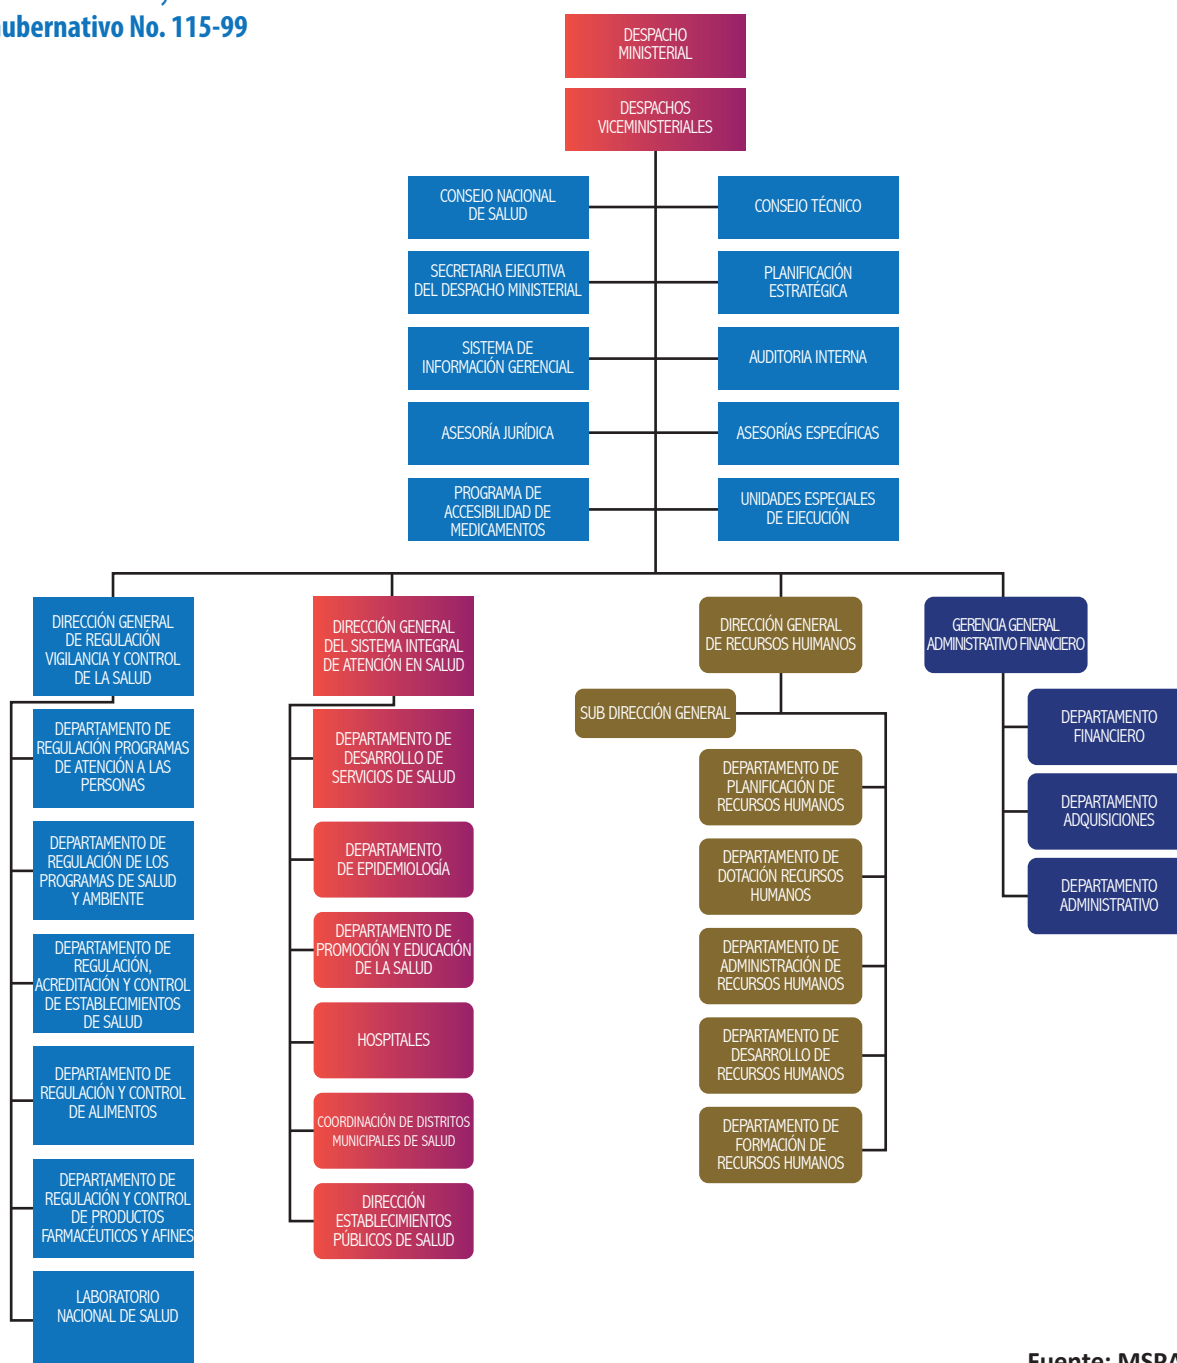 No. 115-99
DESPACHO
MINISTERIAL
DESPACHOS
VICEMINISTERIALES
CONSEJO NACIONAL
DE SALUD
CONSEJO TÉCNICO
SECRETARIA EJECUTIVA
DEL DESPACHO MINISTERIAL
PLANIFICACIÓN
ESTRATÉGICA
SISTEMA DE
INFORMACIÓN GERENCIAL
AUDITORIA INTERNA
ASESORÍA JURÍDICA
ASESORÍAS ESPECÍFICAS
PROGRAMA DE
ACCESIBILIDAD DE
MEDICAMENTOS
UNIDADES ESPECIALES
DE EJECUCIÓN
DIRECCIÓN GENERAL
DE REGULACIÓN
VIGILANCIA Y CONTROL
DE LA SALUD
DEPARTAMENTO DE
REGULACIÓN PROGRAMAS
DE ATENCIÓN A LAS
PERSONAS
DEPARTAMENTO DE
REGULACIÓN DE LOS
PROGRAMAS DE SALUD
Y AMBIENTE
DEPARTAMENTO DE
REGULACIÓN,
ACREDITACIÓN Y CONTROL
DE ESTABLECIMIENTOS
DE SALUD
DEPARTAMENTO DE
REGULACIÓN Y CONTROL
DE ALIMENTOS
DEPARTAMENTO DE
REGULACIÓN Y CONTROL
DE PRODUCTOS
FARMACÉUTICOS Y AFINES
LABORATORIO
NACIONAL DE SALUD
DIRECCIÓN GENERAL
DEL SISTEMA INTEGRAL
DE ATENCIÓN EN SALUD
DEPARTAMENTO DE
DESARROLLO DE
SERVICIOS DE SALUD
DEPARTAMENTO
DE EPIDEMIOLOGÍA
DEPARTAMENTO DE
PROMOCIÓN Y EDUCACIÓN
DE LA SALUD
HOSPITALES
COORDINACIÓN DE DISTRITOS
MUNICIPALES DE SALUD
DIRECCIÓN
ESTABLECIMIENTOS
PÚBLICOS DE SALUD
DIRECCIÓN GENERAL
DE RECURSOS HUIMANOS
SUB DIRECCIÓN GENERAL
DEPARTAMENTO DE
PLANIFICACIÓN DE
RECURSOS HUMANOS
DEPARTAMENTO DE
DOTACIÓN RECURSOS
HUMANOS
DEPARTAMENTO DE
ADMINISTRACIÓN DE
RECURSOS HUMANOS
DEPARTAMENTO DE
DESARROLLO DE
RECURSOS HUMANOS
DEPARTAMENTO DE
FORMACIÓN DE
RECURSOS HUMANOS
GERENCIA GENERAL
ADMINISTRATIVO FINANCIERO
DEPARTAMENTO
FINANCIERO
DEPARTAMENTO
ADQUISICIONES
DEPARTAMENTO
ADMINISTRATIVO
Fuente: